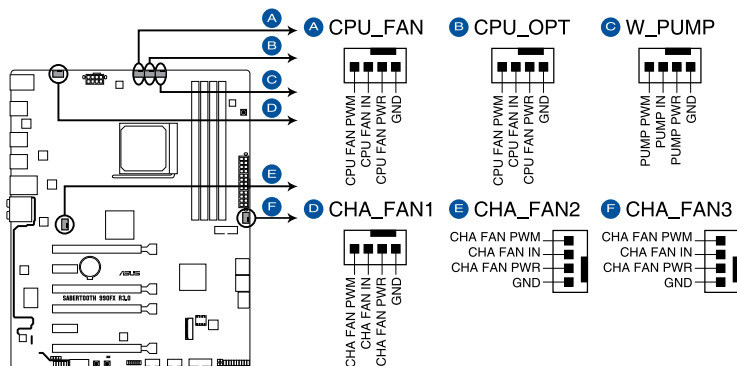 A
B
C
D
E
F
A CPU_FAN
CPU FAN PWM
CPU FAN IN
CPU FAN PWR
GND
B CPU_OPT
CPU FAN PWM
CPU FAN IN
CPU FAN PWR
GND
C W_PUMP
PUMP PWM
PUMP IN
PUMP PWR
GND
D CHA_FAN1
CHA FAN PWM
CHA FAN IN
CHA FAN PWR
GND
E CHA_FAN2
CHA FAN PWM
CHA FAN IN
CHA FAN PWR
GND
F CHA_FAN3
CHA FAN PWM
CHA FAN IN
CHA FAN PWR
GND
ASUS
SABERTOOTH 990FX R3.0